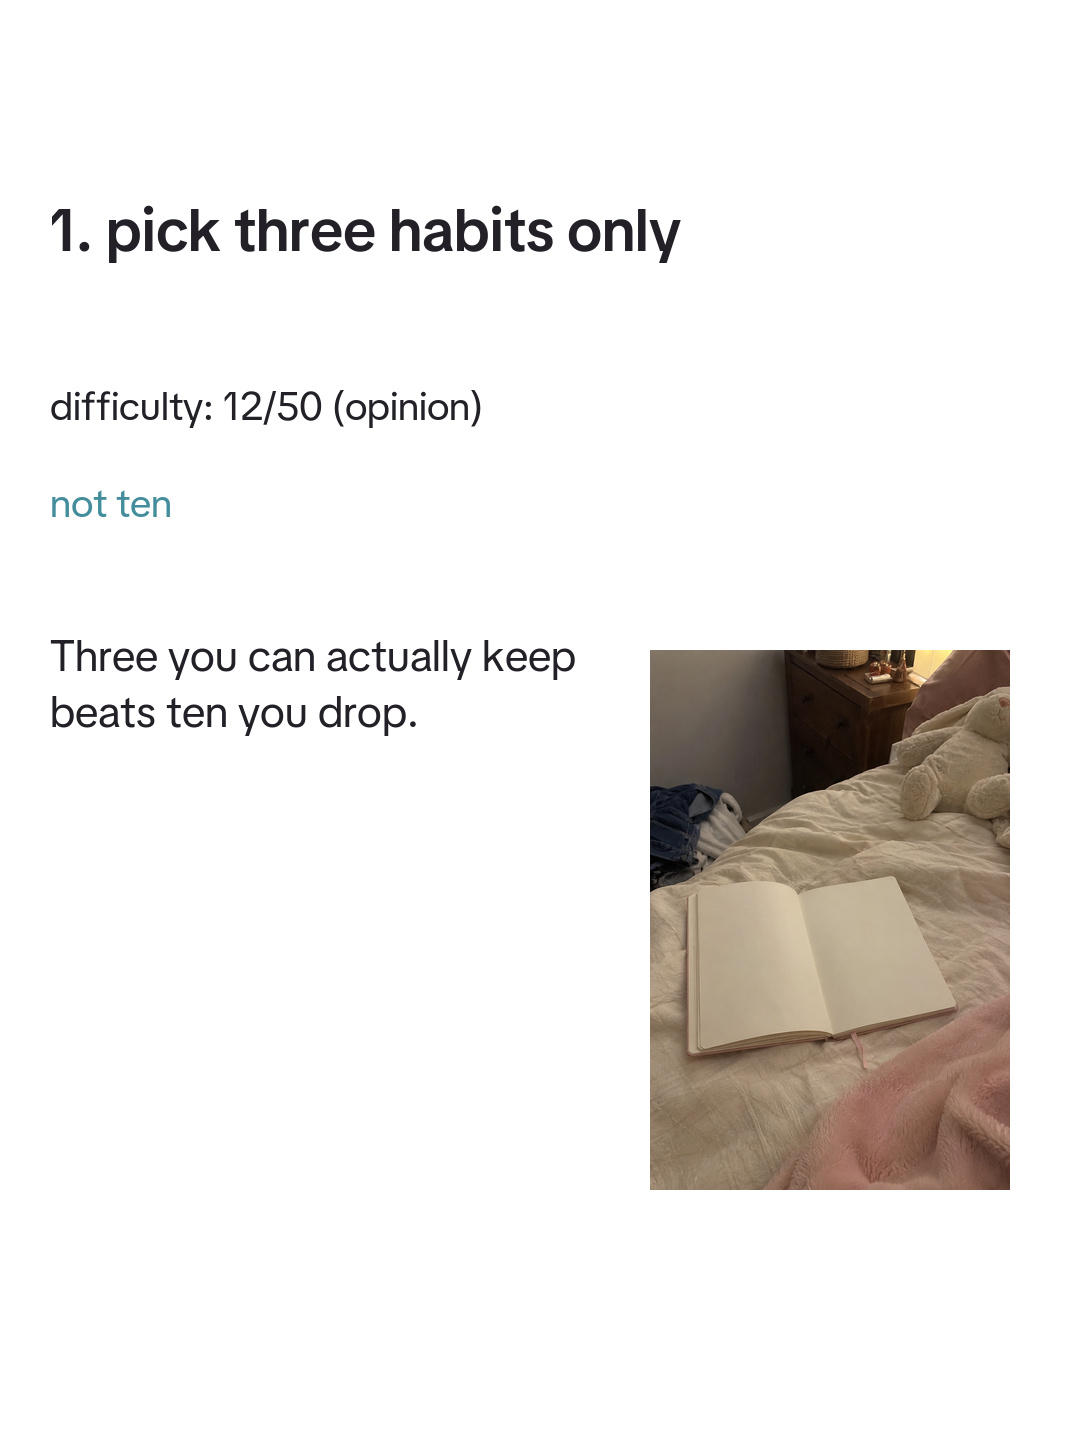 1. pick three habits only
difficulty: 12/50 (opinion)
not ten
Three you can actually keep
beats ten you drop.